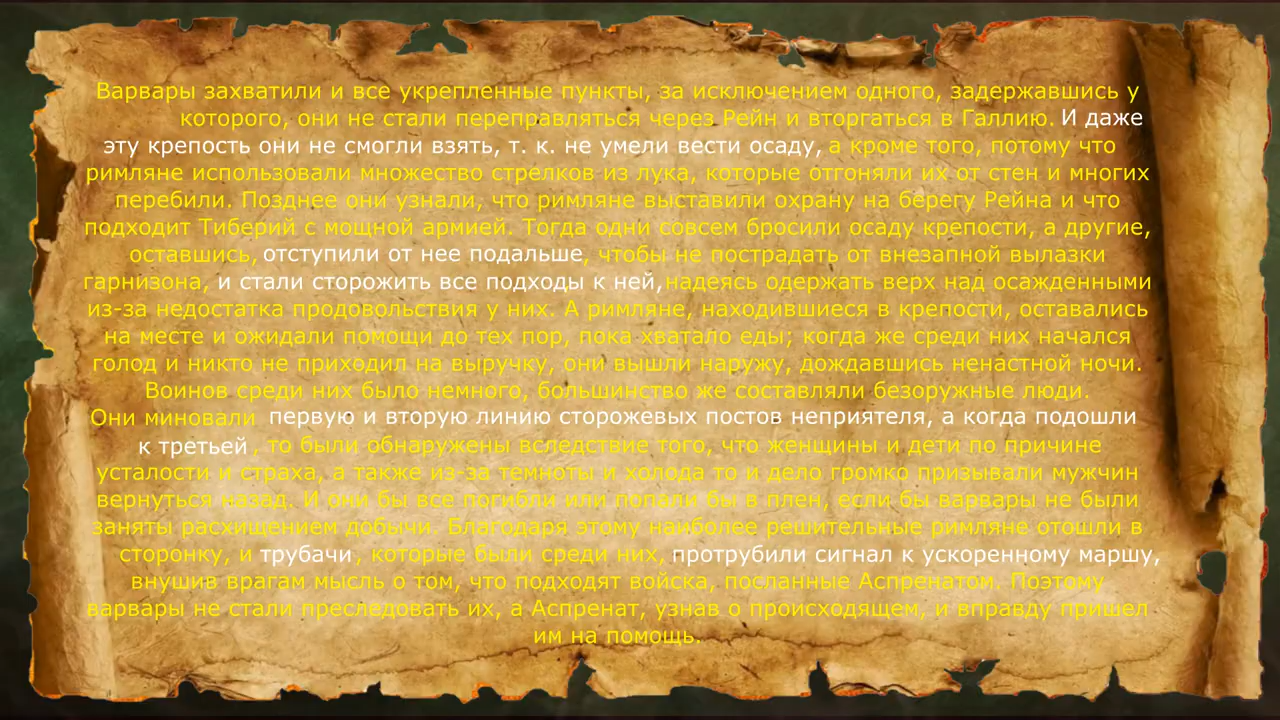 Варвары захватили и все укрепленные пункты, за исключением одного, задержавшись у
которого, они не стали переправляться через Рейн и вторгаться в Галлию. И даже
эту крепость они не смогли взять, т. к. не умели вести осаду, а кроме того, потому что
римляне использовали множество стрелков из лука, которые отгоняли их от стен и многих
перебили. Позднее они узнали, что римляне выставили охрану на берегу Рейна и что
подходит Тиберий с мощной армией. Тогда одни совсем бросили осаду крепости, а другие,
оставшись, отступили от нее подальше, чтобы не пострадать от внезапной вылазки
гарнизона, и стали сторожить все подходы к ней, надеясь одержать верх над осажденными
из-за недостатка продовольствия у них. А римляне, находившиеся в крепости, оставались
на месте и ожидали помощи до тех пор, пока хватало еды; когда же среди них начался
голод и никто не приходил на выручку, они вышли наружу, дождавшись ненастной ночи.
Воинов среди них было немного, большинство же составляли безоружные люди.
Они миновали первую и вторую линию сторожевых постов неприятеля, а когда подошли
к третьей, то были обнаружены вследствие того, что женщины и дети по причине
усталости и страха, а также из-за темноты и холода то и дело громко призывали мужчин
вернуться назад. И они бы все погибли или попали бы в плен, если бы варвары не были
заняты расхищением добычи. Благодаря этому наиболее решительные римляне отошли в
сторонку, и трубачи, которые были среди них, протрубили сигнал к ускоренному маршу,
внушив врагам мысль о том, что подходят войска, посланные Аспренатом. Поэтому
варвары не стали преследовать их, а Аспренат, узнав о происходящем, и вправду пришел
им на помощь.